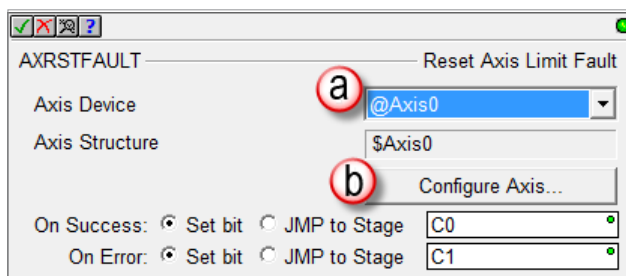 ?
AXRSTFAULT Reset Axis Limit Fault
a
Axis Device @Axis0
Axis Structure $Axis0
b Configure Axis...
On Success: Set bit JMP to Stage C0
On Error: Set bit JMP to Stage C1